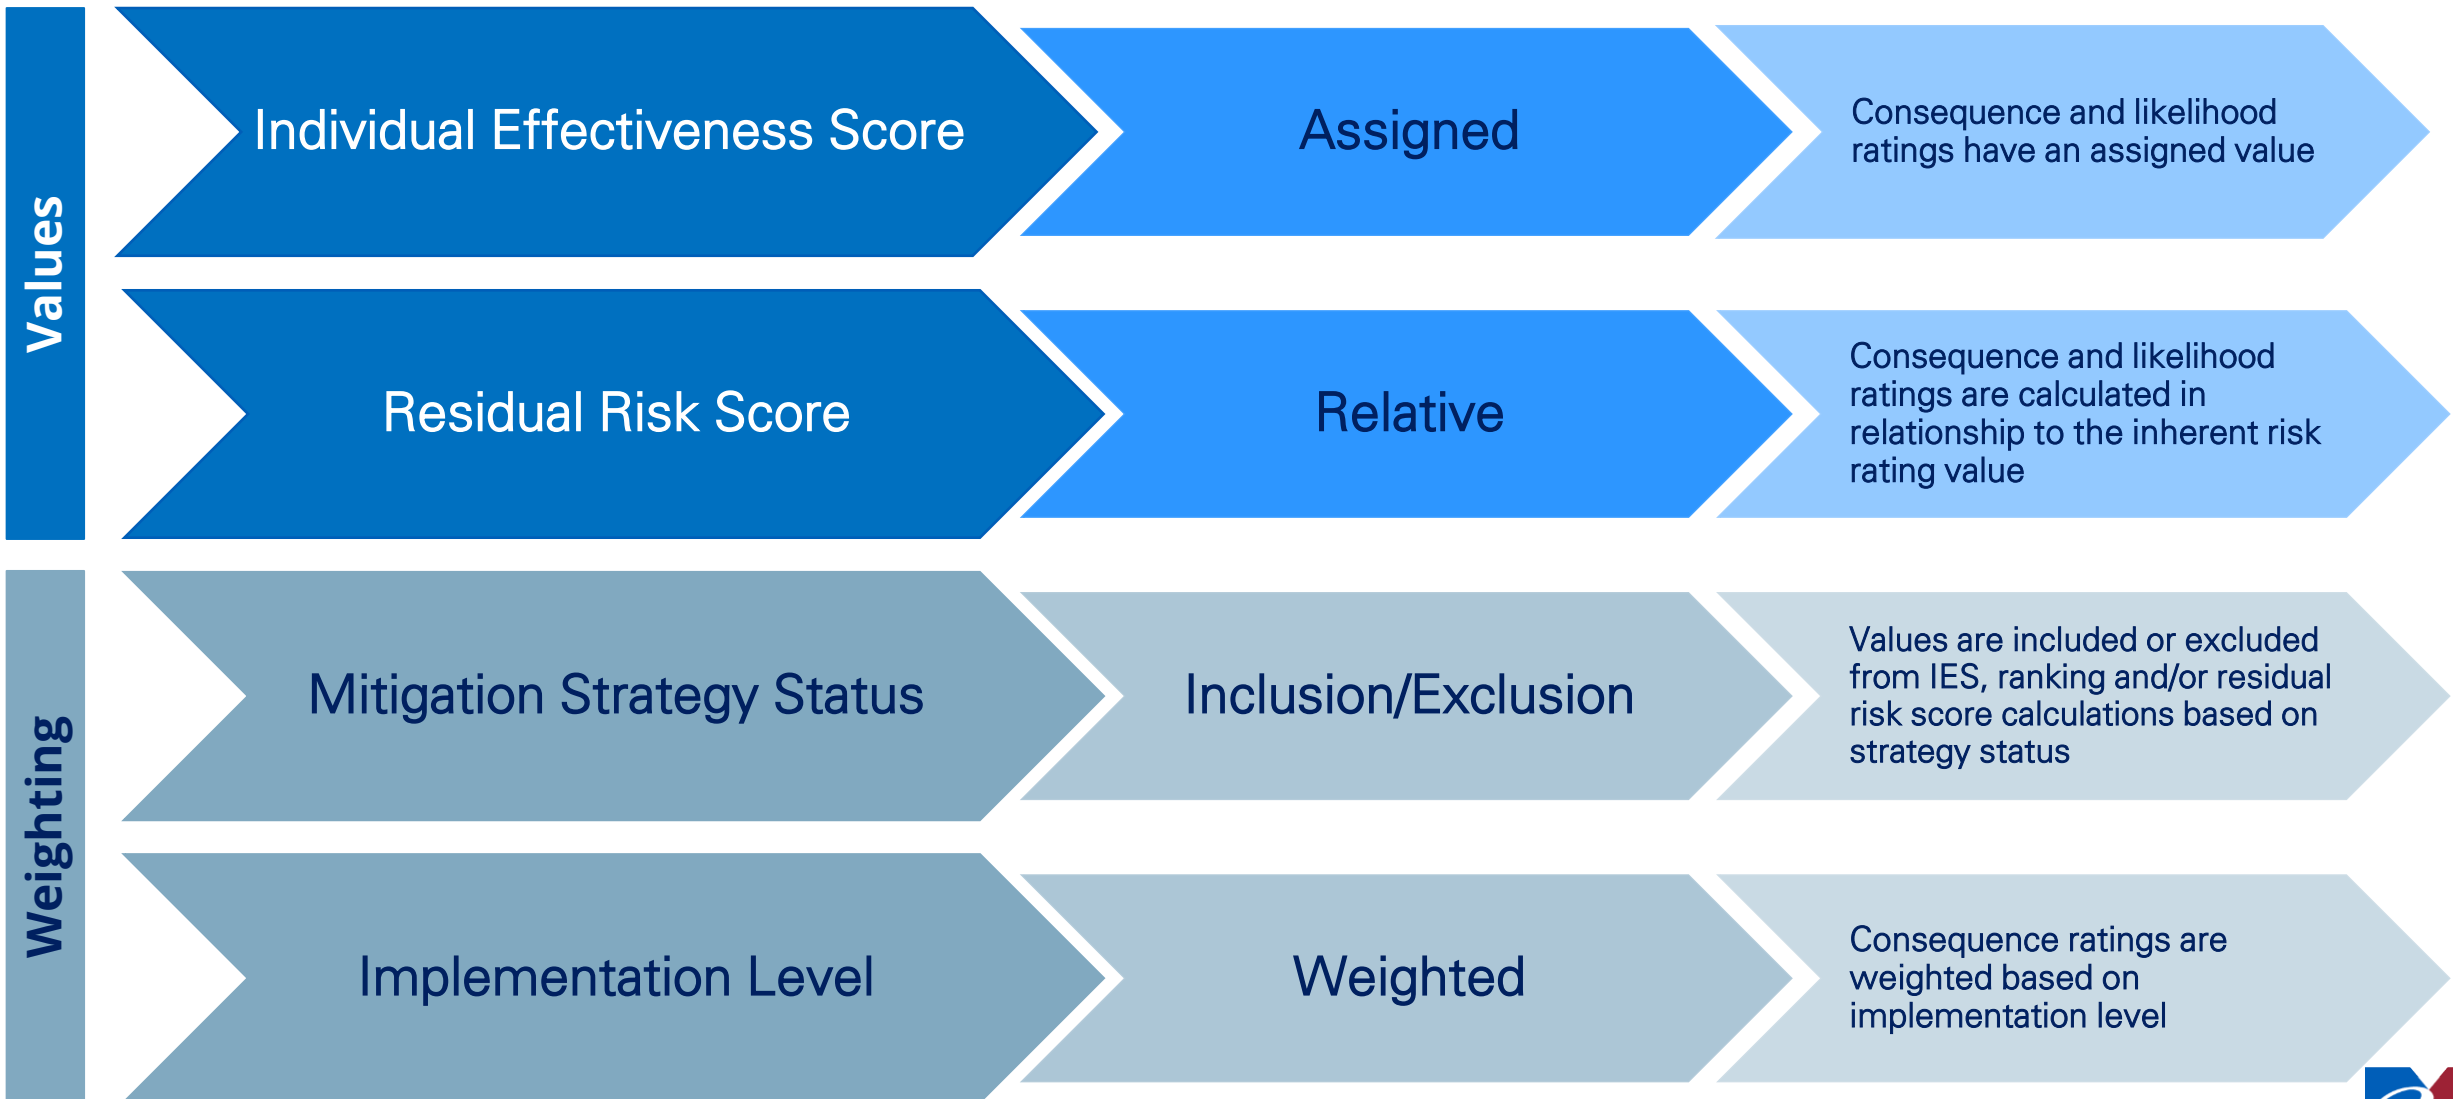 Values
Individual Effectiveness Score
Assigned
Consequence and likelihood
ratings have an assigned value
Residual Risk Score
Relative
Consequence and likelihood
ratings are calculated in
relationship to the inherent risk
rating value
Weighting
Mitigation Strategy Status
Inclusion/Exclusion
Values are included or excluded
from IES, ranking and/or residual
risk score calculations based on
strategy status
Implementation Level
Weighted
Consequence ratings are
weighted based on
implementation level